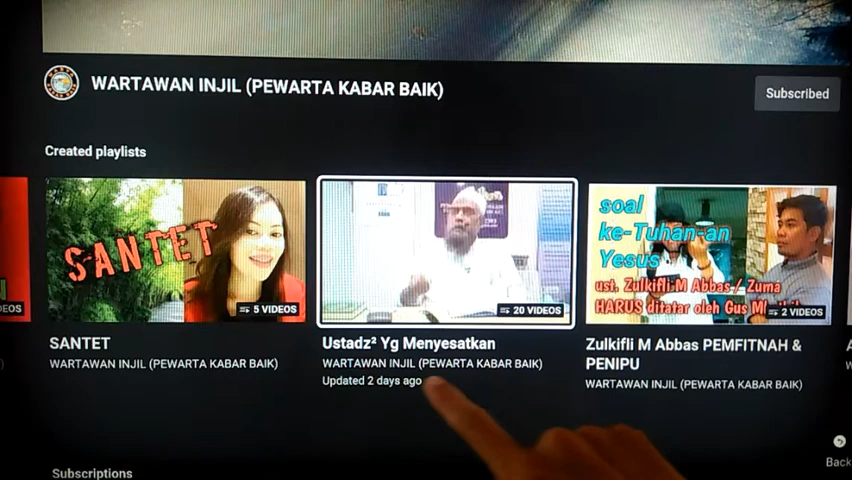 WARTAWAN INJIL (PEWARTA KABAR BAIK)
Subscribed
Created playlists
SANTET
5 VIDEOS
20 VIDEOS
soal
ke-Tuhan-an
Yesus
ust. Zulkifli M Abbas / Zuma
HARUS ditatar oleh Gus
2 VIDEOS
SANTET
WARTAWAN INJIL (PEWARTA KABAR BAIK)
Ustadz² Yg Menyesatkan
WARTAWAN INJIL (PEWARTA KABAR BAIK)
Updated 2 days ago
Zulkifli M Abbas PEMFITNAH &
PENIPU
WARTAWAN INJIL (PEWARTA KABAR BAIK)
Back
Subscriptions